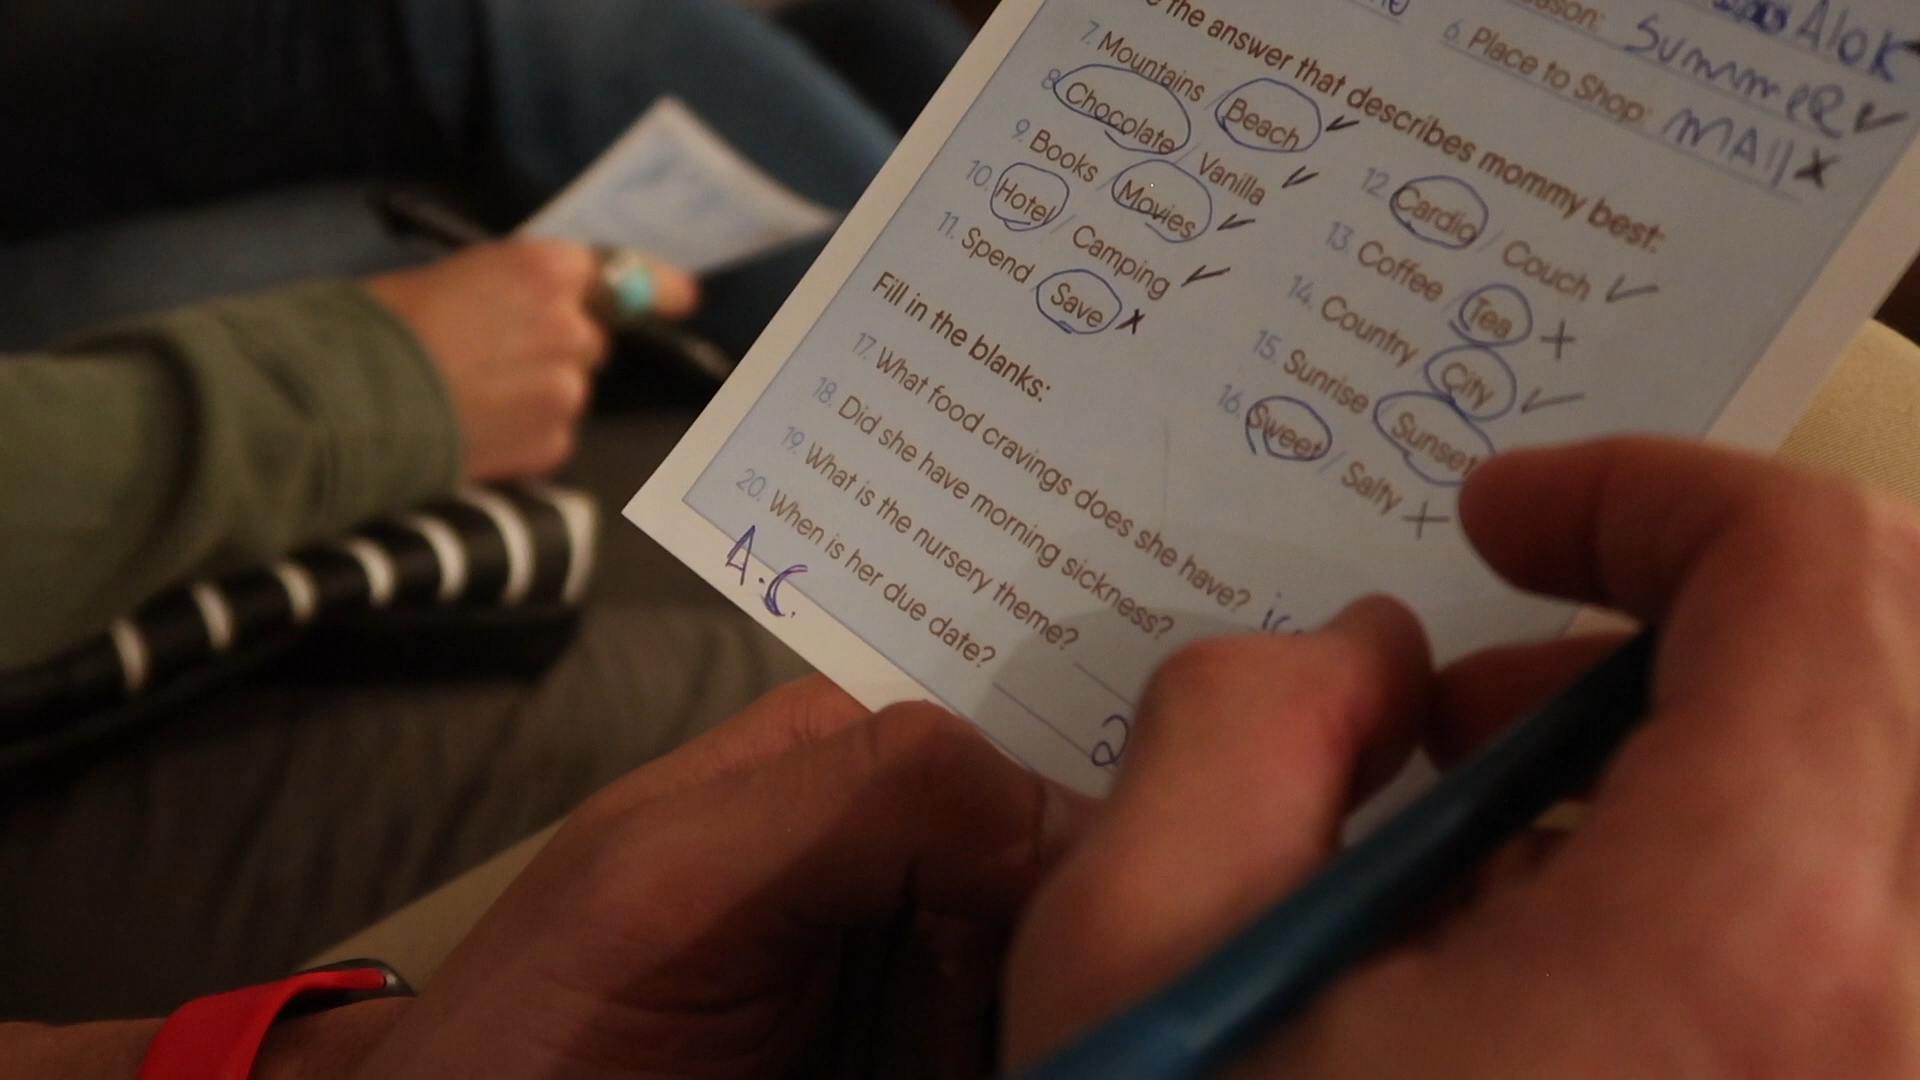 Alok
ason: Summer ✓
6. Place to Shop: MAll x
e the answer that describes mommy best:
7. Mountains / Beach ✓
8. Chocolate / Vanilla ✓
9. Books / Movies ✓
10. Hotel / Camping ✓
11. Spend / Save x
12. Cardio / Couch ✓
13. Coffee / Tea x
14. Country / City ✓
15. Sunrise / Sunset
16. Sweet / Salty x
Fill in the blanks:
17. What food cravings does she have?
18. Did she have morning sickness?
19. What is the nursery theme?
20. When is her due date? 2
A.C.